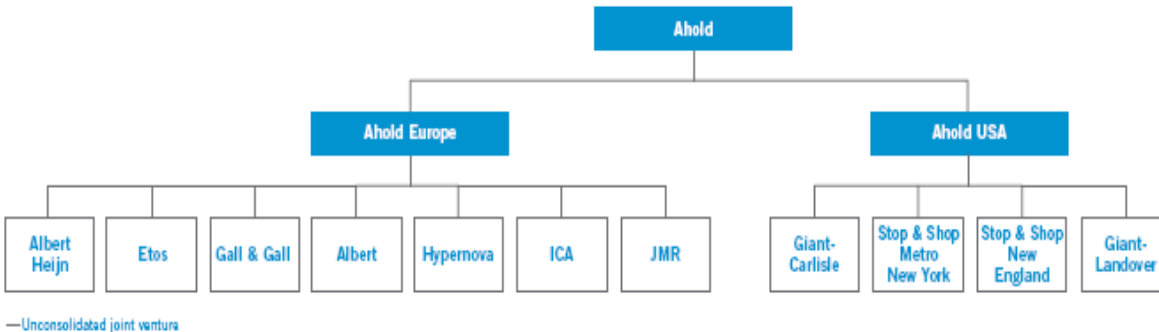 Ahold
Ahold Europe
Ahold USA
Albert
Heijn
Etos
Gall & Gall
Albert
Hypernova
ICA
JMR
Giant-
Carlisle
Stop & Shop
Metro
New York
Stop & Shop
New
England
Giant-
Landover
—Unconsolidated joint venture